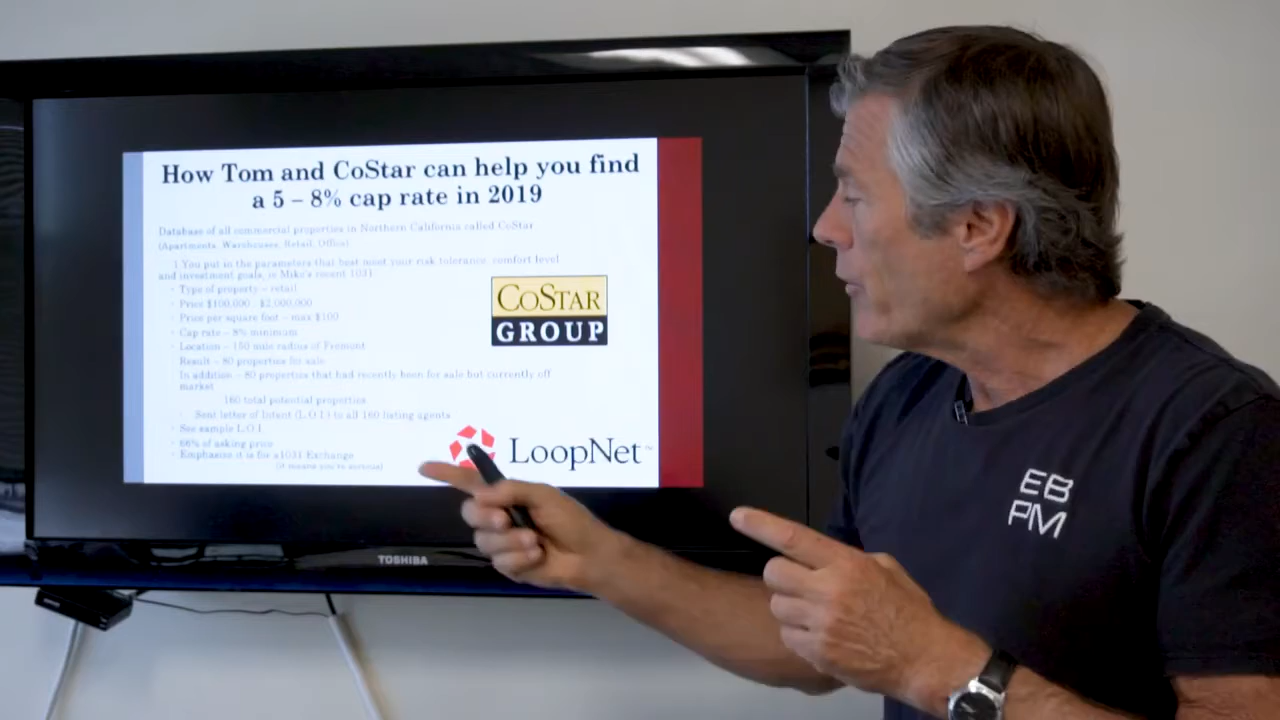 How Tom and CoStar can help you find
a 5 – 8% cap rate in 2019
Database of all commercial properties in Northern California called CoStar
(Apartments, Warehouses, Retail, Office)
1 You put in the parameters that best meet your risk tolerance, comfort level
and investment goals, ie Mike's recent 1031
- Type of property – retail
- Price $100,000 - $2,000,000
- Price per square foot – max $100
- Cap rate – 8% minimum
- Location – 150 mile radius of Fremont
Result – 80 properties for sale
In addition – 80 properties that had recently been for sale but currently off
market
160 total potential properties
- Sent letter of Intent (L.O.I.) to all 160 listing agents
- See sample L.O.I.
- 66% of asking price
- Emphasize it is for a 1031 Exchange
(it means you're serious)
COSTAR
GROUP
LoopNet™
TOSHIBA
EB
PM